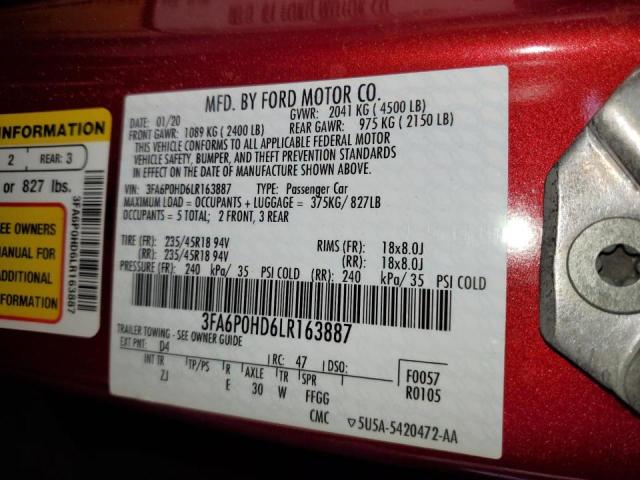 MFD. BY FORD MOTOR CO.
DATE: 01/20 GVWR: 2041 KG ( 4500 LB)
FRONT GAWR: 1089 KG ( 2400 LB) REAR GAWR: 975 KG ( 2150 LB)
THIS VEHICLE CONFORMS TO ALL APPLICABLE FEDERAL MOTOR
VEHICLE SAFETY, BUMPER, AND THEFT PREVENTION STANDARDS
IN EFFECT ON THE DATE OF MANUFACTURE SHOWN ABOVE.
VIN: 3FA6P0HD6LR163887 TYPE: Passenger Car
MAXIMUM LOAD = OCCUPANTS + LUGGAGE = 375KG/ 827LB
OCCUPANTS = 5 TOTAL; 2 FRONT, 3 REAR
TIRE (FR): 235/45R18 94V RIMS (FR): 18x8.0J
(RR): 235/45R18 94V (RR): 18x8.0J
PRESSURE (FR): 240 kPa/ 35 PSI COLD (RR): 240 kPa/ 35 PSI COLD
3FA6P0HD6LR163887
TRAILER TOWING - SEE OWNER GUIDE
EXT PNT: D4 RC: 47 DSO:
INT TR TP/PS R AXLE TR SPR F0057
ZJ E 30 W FFGG R0105
CMC 5U5A-5420472-AA
INFORMATION
2 REAR: 3
or 827 lbs.
SEE OWNERS
MANUAL FOR
ADDITIONAL
INFORMATION
3FA6P0HD6LR163887